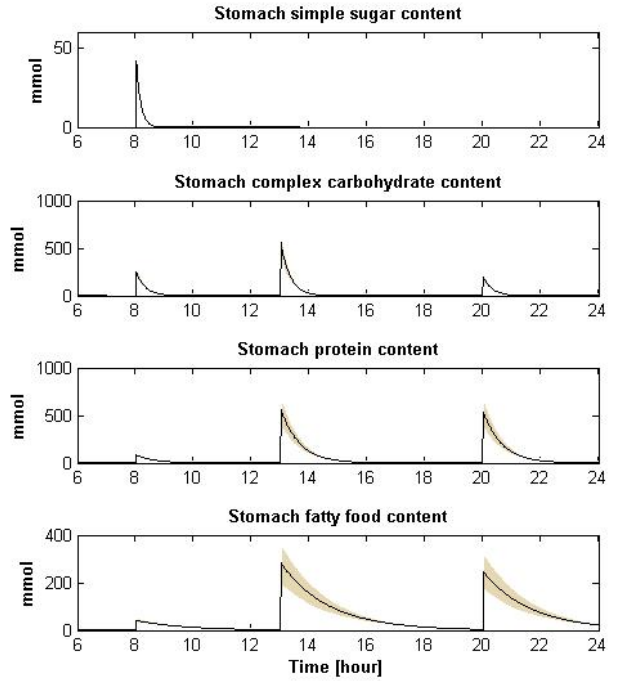 Stomach simple sugar content
mmol
50
0
6 8 10 12 14 16 18 20 22 24
Stomach complex carbohydrate content
mmol
1000
500
0
6 8 10 12 14 16 18 20 22 24
Stomach protein content
mmol
1000
500
0
6 8 10 12 14 16 18 20 22 24
Stomach fatty food content
mmol
400
200
0
6 8 10 12 14 16 18 20 22 24
Time [hour]